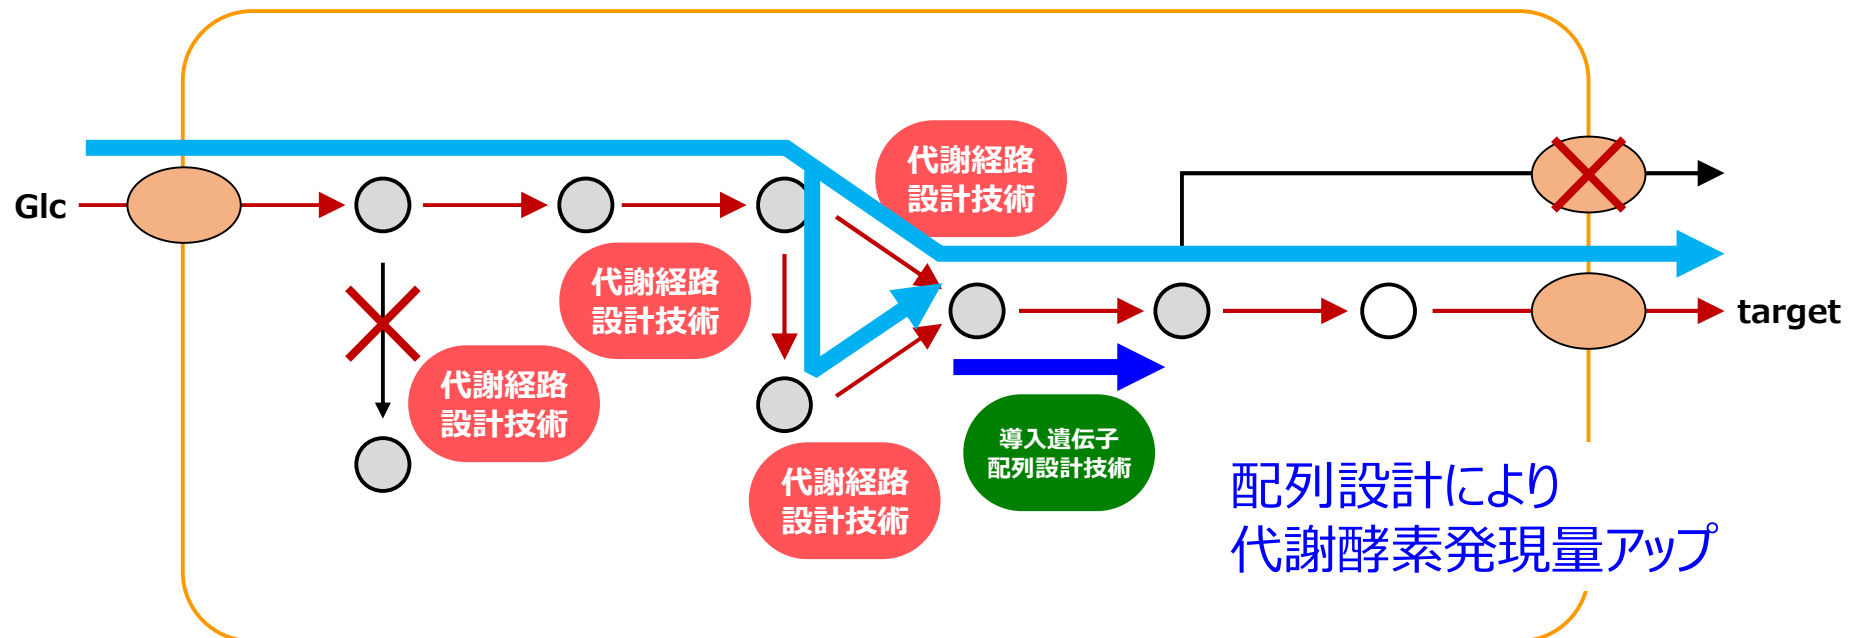 代謝経路
設計技術
Glc
代謝経路
設計技術
target
代謝経路
設計技術
導入遺伝子
配列設計技術
代謝経路
設計技術
配列設計により
代謝酵素発現量アップ